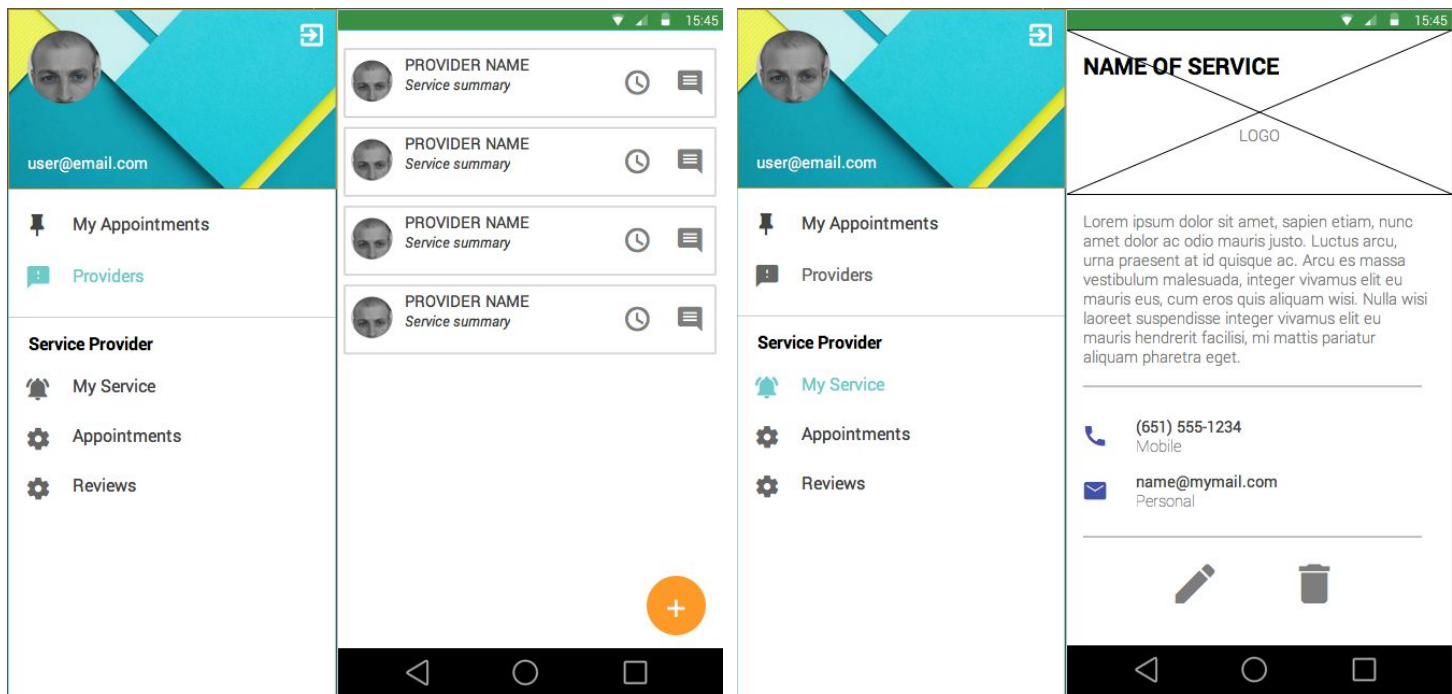 user@email.com
My Appointments
Providers
Service Provider
My Service
Appointments
Reviews
15:45
PROVIDER NAME
Service summary
PROVIDER NAME
Service summary
PROVIDER NAME
Service summary
PROVIDER NAME
Service summary
+
user@email.com
My Appointments
Providers
Service Provider
My Service
Appointments
Reviews
15:45
NAME OF SERVICE
LOGO
Lorem ipsum dolor sit amet, sapien etiam, nunc
amet dolor ac odio mauris justo. Luctus arcu,
urna praesent at id quisque ac. Arcu es massa
vestibulum malesuada, integer vivamus elit eu
mauris eus, cum eros quis aliquam wisi. Nulla wisi
laoreet suspendisse integer vivamus elit eu
mauris hendrerit facilisi, mi mattis pariatur
aliquam pharetra eget.
(651) 555-1234
Mobile
name@mymail.com
Personal